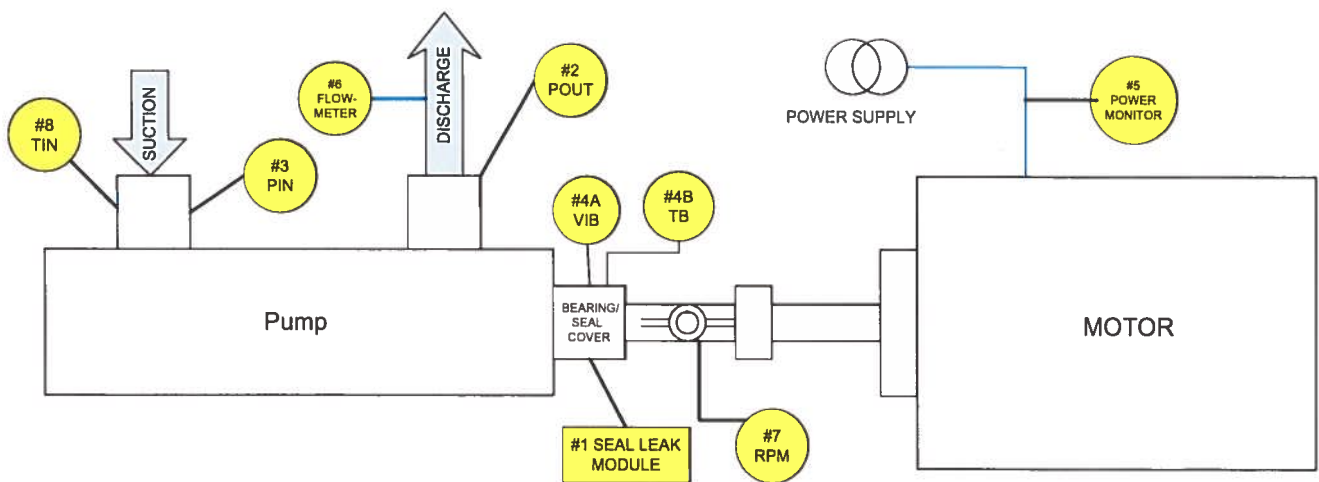 SUCTION
DISCHARGE
#8
TIN
#3
PIN
#6
FLOW-
METER
#2
POUT
POWER SUPPLY
#5
POWER
MONITOR
#4A
VIB
#4B
TB
Pump
BEARING/
SEAL
COVER
MOTOR
#1 SEAL LEAK
MODULE
#7
RPM